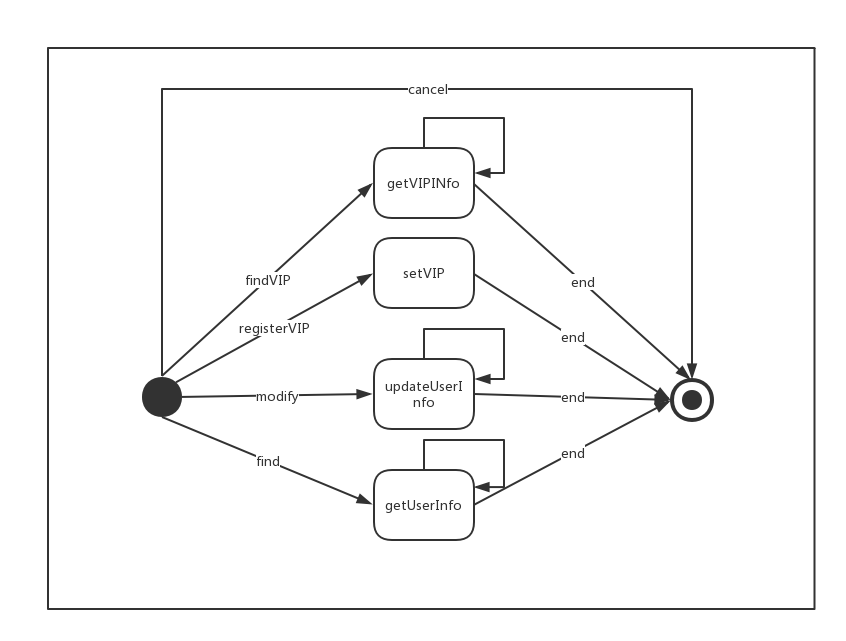 cancel
getVIPINfo
findVIP
end
setVIP
registerVIP
end
updateUserI
nfo
modify
end
find
end
getUserInfo